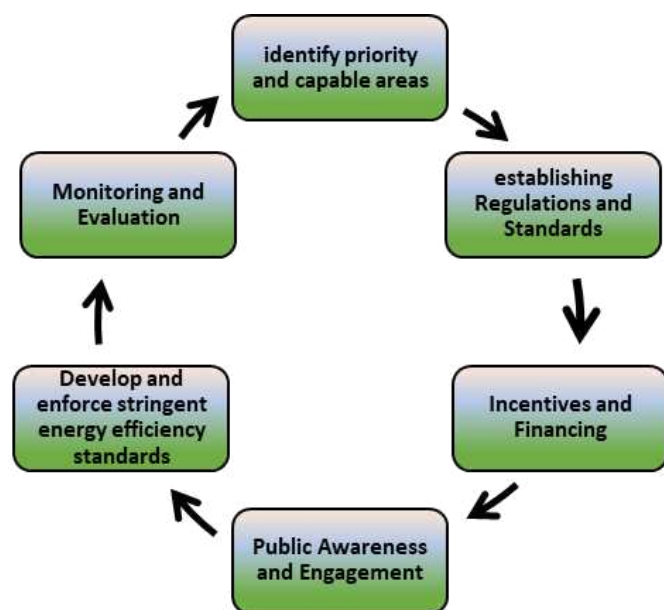 identify priority
and capable areas
establishing
Regulations and
Standards
Incentives and
Financing
Public Awareness
and Engagement
Develop and
enforce stringent
energy efficiency
standards
Monitoring and
Evaluation